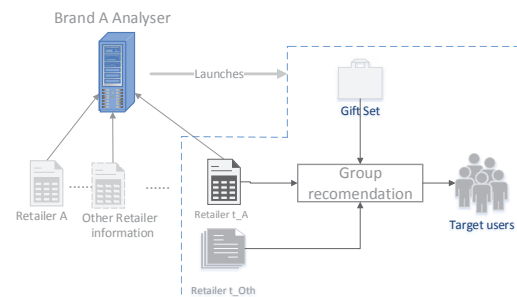 Brand A Analyser
Launches
Gift Set
Group
recomendation
Retailer A
Other Retailer
information
Retailer t_A
Target users
Retailer t_Oth